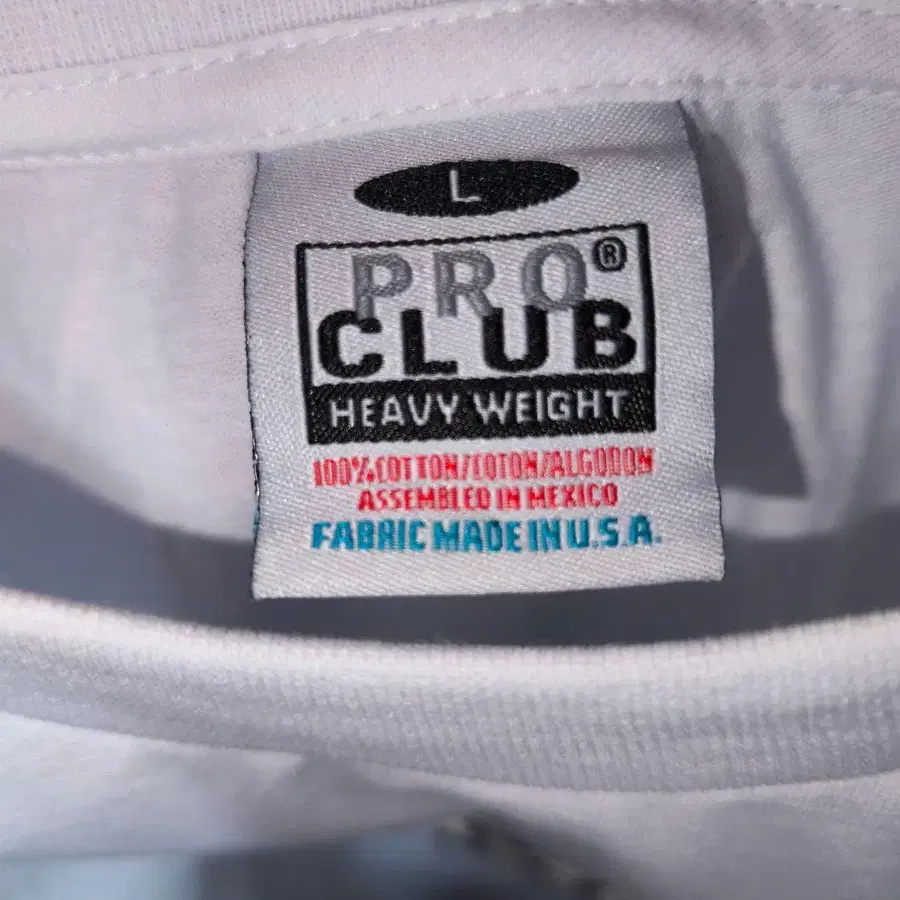 L
PRO®
CLUB
HEAVY WEIGHT
100% COTTON/COTON/ALGODON
ASSEMBLED IN MEXICO
FABRIC MADE IN U.S.A.